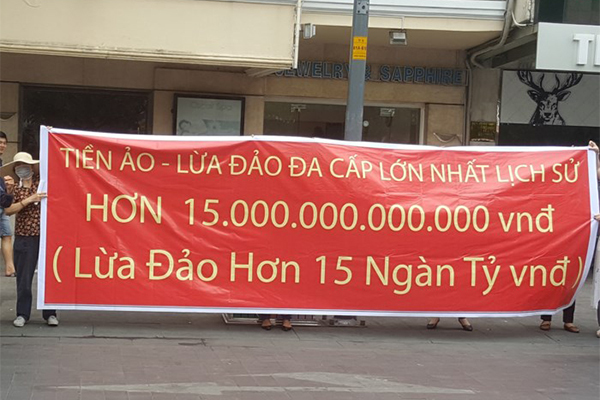 JEWELRY & SAPPHIRE
TIỀN ẢO - LỪA ĐẢO ĐA CẤP LỚN NHẤT LỊCH SỬ
HƠN 15.000.000.000.000 vnđ
( Lừa Đảo Hơn 15 Ngàn Tỷ vnđ )